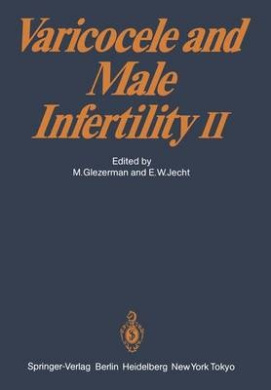 Varicocele and
Male
Infertility II
Edited by
M.Glezerman and E.W.Jecht
Springer-Verlag Berlin Heidelberg New York Tokyo